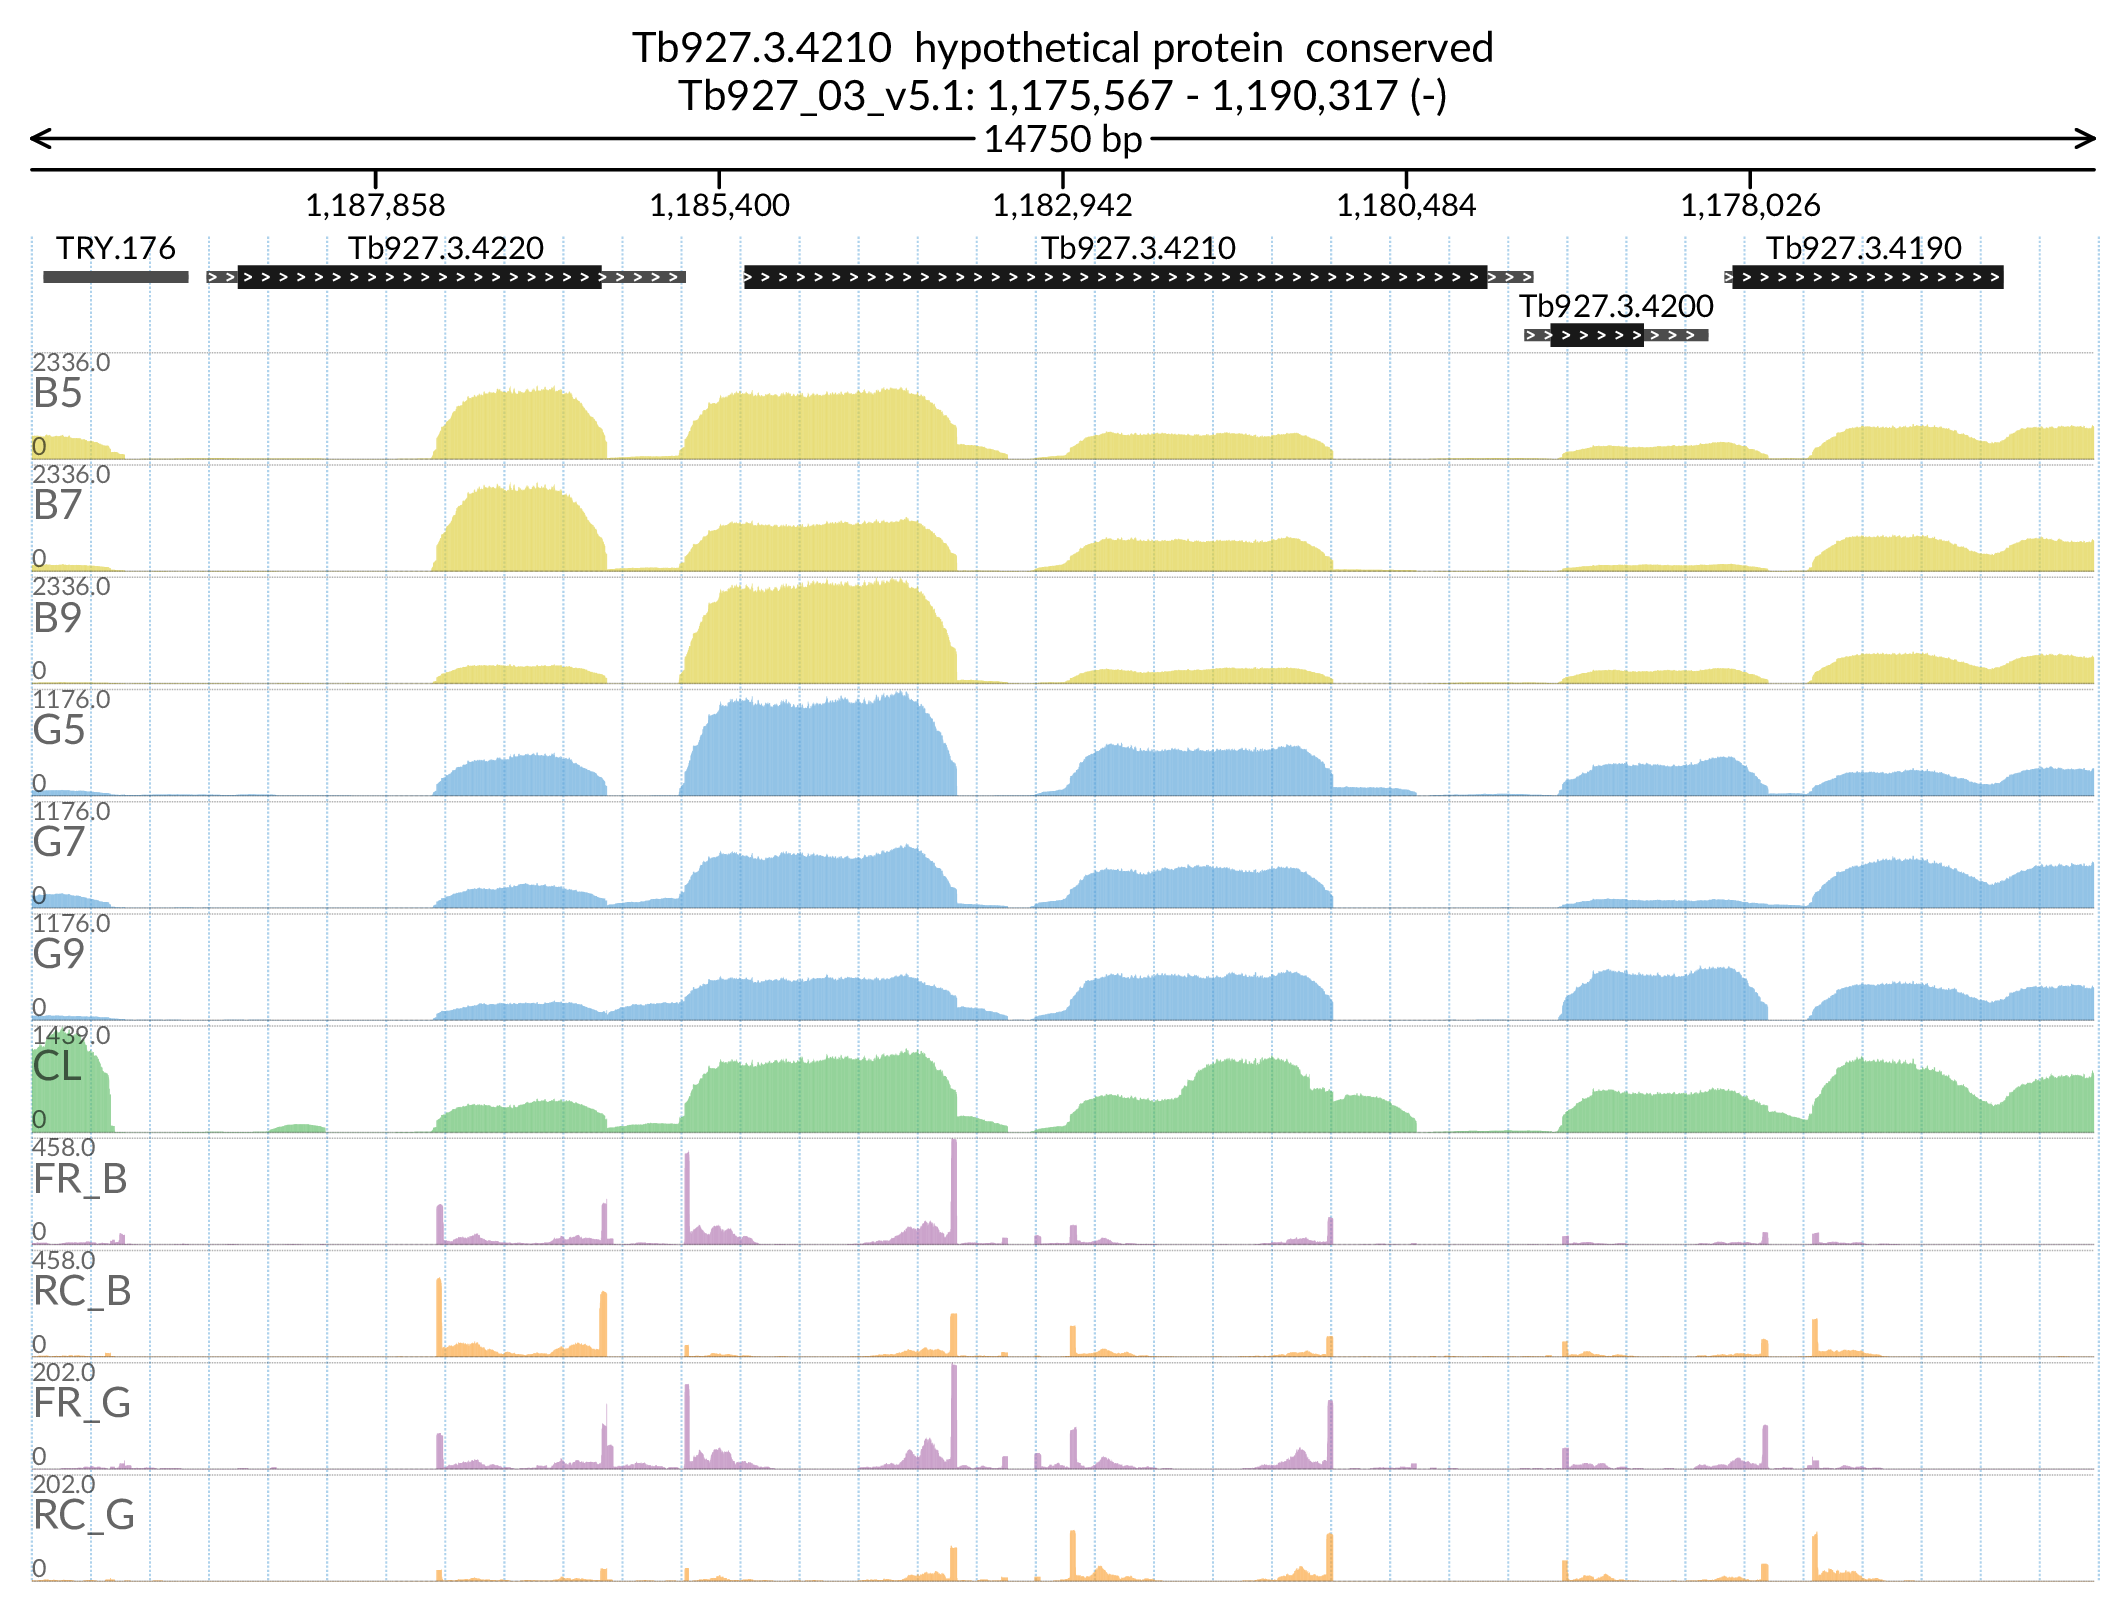 Tb927.3.4210  hypothetical protein  conserved
Tb927_03_v5.1: 1,175,567 - 1,190,317 (-)
14750 bp
1,187,858 1,185,400 1,182,942 1,180,484 1,178,026
TRY.176 Tb927.3.4220 Tb927.3.4210 Tb927.3.4190
Tb927.3.4200
2336.0
B5
0
2336.0
B7
0
2336.0
B9
0
1176.0
G5
0
1176.0
G7
0
1176.0
G9
0
1439.0
CL
0
458.0
FR_B
0
458.0
RC_B
0
202.0
FR_G
0
202.0
RC_G
0